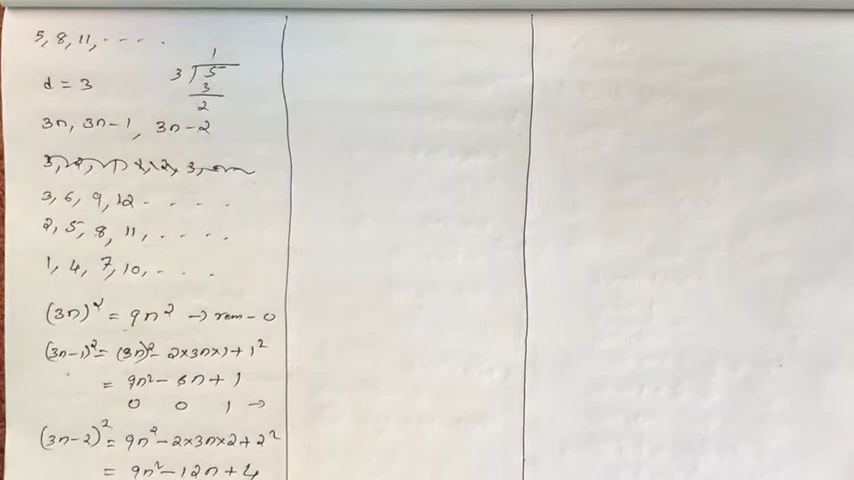 5, 8, 11, - - - -
d = 3
1
3 ) 5
3
2
3n, 3n-1, 3n-2
3, 6, 9, 12 - - - -
2, 5, 8, 11, - - - -
1, 4, 7, 10, - - -
(3n)² = 9n² → rem - 0
(3n-1)² = (3n)² - 2×3n×1 + 1²
= 9n² - 6n + 1
0 0 1 →
(3n-2)² = 9n² - 2×3n×2 + 2²
= 9n² - 12n + 4